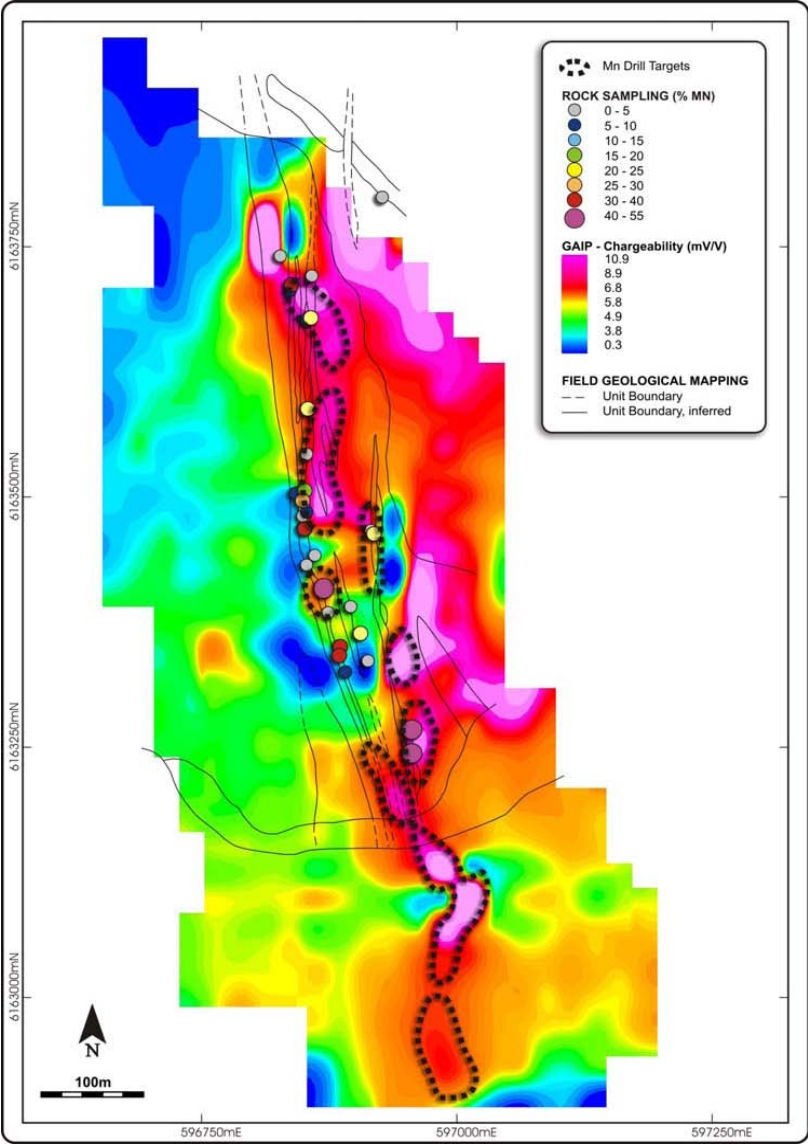 Mn Drill Targets
ROCK SAMPLING (% MN)
0 - 5
5 - 10
10 - 15
15 - 20
20 - 25
25 - 30
30 - 40
40 - 55
GAIP - Chargeability (mV/V)
10.9
8.9
6.8
5.8
4.9
3.8
0.3
FIELD GEOLOGICAL MAPPING
Unit Boundary
Unit Boundary, inferred
6163750mN
6163500mN
6163250mN
6163000mN
N
100m
596750mE
597000mE
597250mE